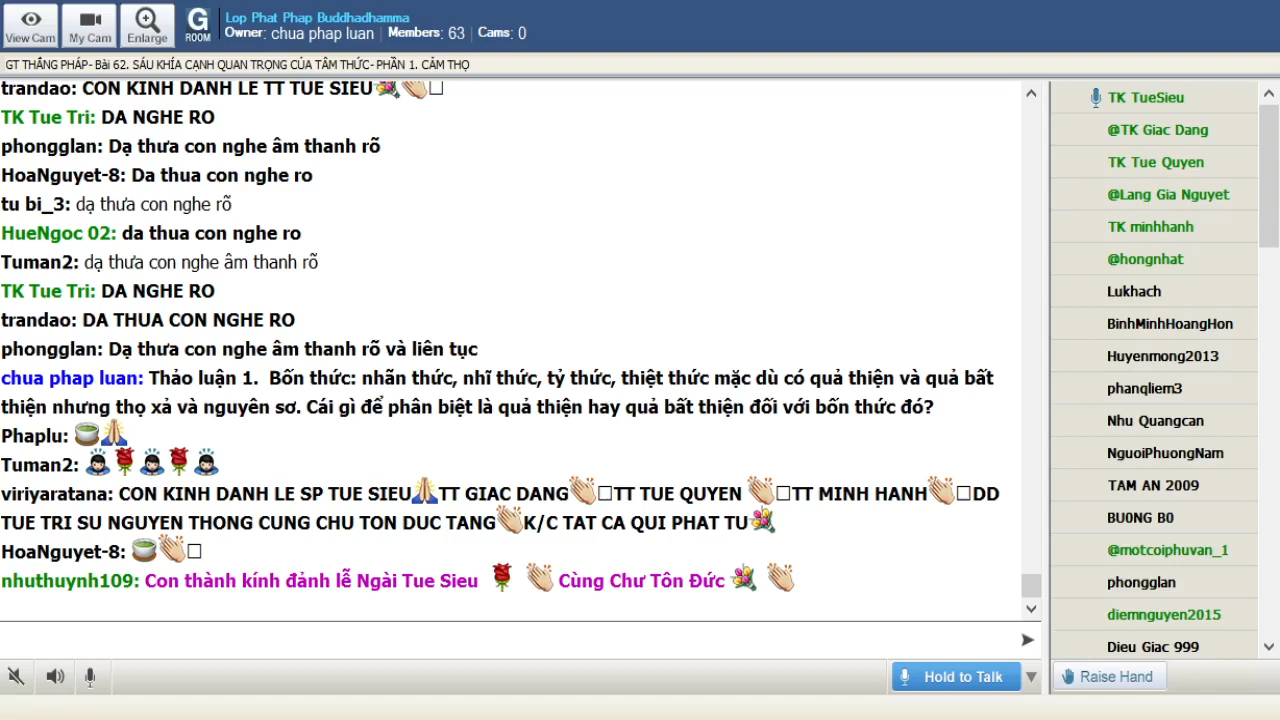 View Cam
My Cam
Enlarge
G
ROOM
Lop Phat Phap Buddhadhamma
Owner: chua phap luan | Members: 63 | Cams: 0
GT THẮNG PHÁP- Bài 62. SÁU KHÍA CẠNH QUAN TRỌNG CỦA TÂM THỨC- PHẦN 1. CẢM THỌ
trandao: CON KINH DANH LE TT TUE SIEU
TK Tue Tri: DA NGHE RO
phongglan: Dạ thưa con nghe âm thanh rõ
HoaNguyet-8: Da thua con nghe ro
tu bi_3: dạ thưa con nghe rõ
HueNgoc 02: da thua con nghe ro
Tuman2: dạ thưa con nghe âm thanh rõ
TK Tue Tri: DA NGHE RO
trandao: DA THUA CON NGHE RO
phongglan: Dạ thưa con nghe âm thanh rõ và liên tục
chua phap luan: Thảo luận 1.  Bốn thức: nhãn thức, nhĩ thức, tỷ thức, thiệt thức mặc dù có quả thiện và quả bất
thiện nhưng thọ xả và nguyên sơ. Cái gì để phân biệt là quả thiện hay quả bất thiện đối với bốn thức đó?
Phaplu:
Tuman2:
viriyaratana: CON KINH DANH LE SP TUE SIEU TT GIAC DANG TT TUE QUYEN TT MINH HANH DD
TUE TRI SU NGUYEN THONG CUNG CHU TON DUC TANG K/C TAT CA QUI PHAT TU
HoaNguyet-8:
nhuthuynh109: Con thành kính đảnh lễ Ngài Tue Sieu Cùng Chư Tôn Đức
TK TueSieu
@TK Giac Dang
TK Tue Quyen
@Lang Gia Nguyet
TK minhhanh
@hongnhat
Lukhach
BinhMinhHoangHon
Huyenmong2013
phanqliem3
Nhu Quangcan
NguoiPhuongNam
TAM AN 2009
BU0NG B0
@motcoiphuvan_1
phongglan
diemnguyen2015
Dieu Giac 999
Hold to Talk
Raise Hand